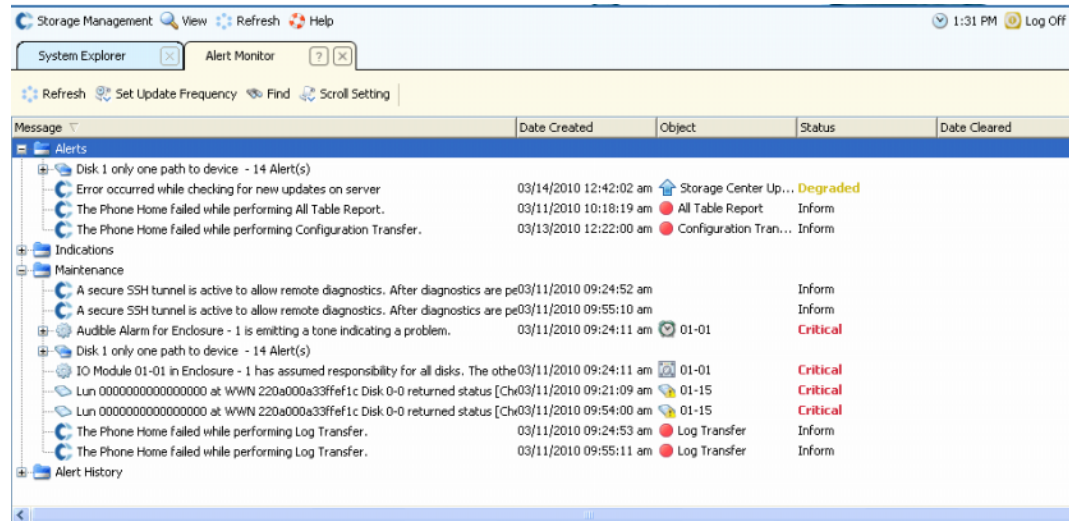 Storage Management View Refresh Help 1:31 PM Log Off
System Explorer Alert Monitor ?
Refresh Set Update Frequency Find Scroll Setting
Message Date Created Object Status Date Cleared
Alerts
Disk 1 only one path to device - 14 Alert(s)
Error occurred while checking for new updates on server 03/14/2010 12:42:02 am Storage Center Up... Degraded
The Phone Home failed while performing All Table Report. 03/11/2010 10:18:19 am All Table Report Inform
The Phone Home failed while performing Configuration Transfer. 03/13/2010 12:22:00 am Configuration Tran... Inform
Indications
Maintenance
A secure SSH tunnel is active to allow remote diagnostics. After diagnostics are pe 03/11/2010 09:24:52 am Inform
A secure SSH tunnel is active to allow remote diagnostics. After diagnostics are pe 03/11/2010 09:55:10 am Inform
Audible Alarm for Enclosure - 1 is emitting a tone indicating a problem. 03/11/2010 09:24:11 am 01-01 Critical
Disk 1 only one path to device - 14 Alert(s)
IO Module 01-01 in Enclosure - 1 has assumed responsibility for all disks. The othe 03/11/2010 09:24:11 am 01-01 Critical
Lun 0000000000000000 at WWN 220a000a33ffef1c Disk 0-0 returned status [Che 03/11/2010 09:21:09 am 01-15 Critical
Lun 0000000000000000 at WWN 220a000a33ffef1c Disk 0-0 returned status [Che 03/11/2010 09:54:00 am 01-15 Critical
The Phone Home failed while performing Log Transfer. 03/11/2010 09:24:53 am Log Transfer Inform
The Phone Home failed while performing Log Transfer. 03/11/2010 09:55:11 am Log Transfer Inform
Alert History